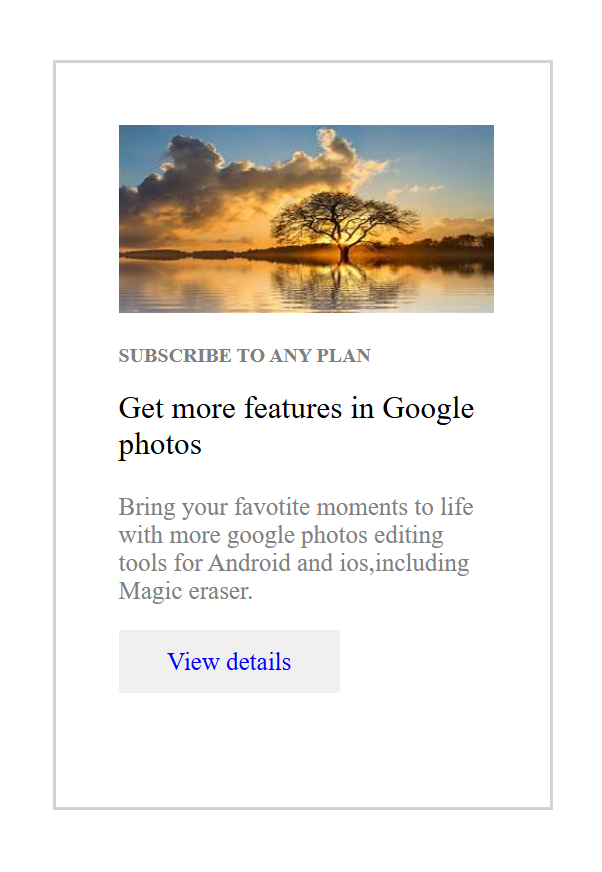 SUBSCRIBE TO ANY PLAN
Get more features in Google
photos
Bring your favotite moments to life
with more google photos editing
tools for Android and ios,including
Magic eraser.
View details